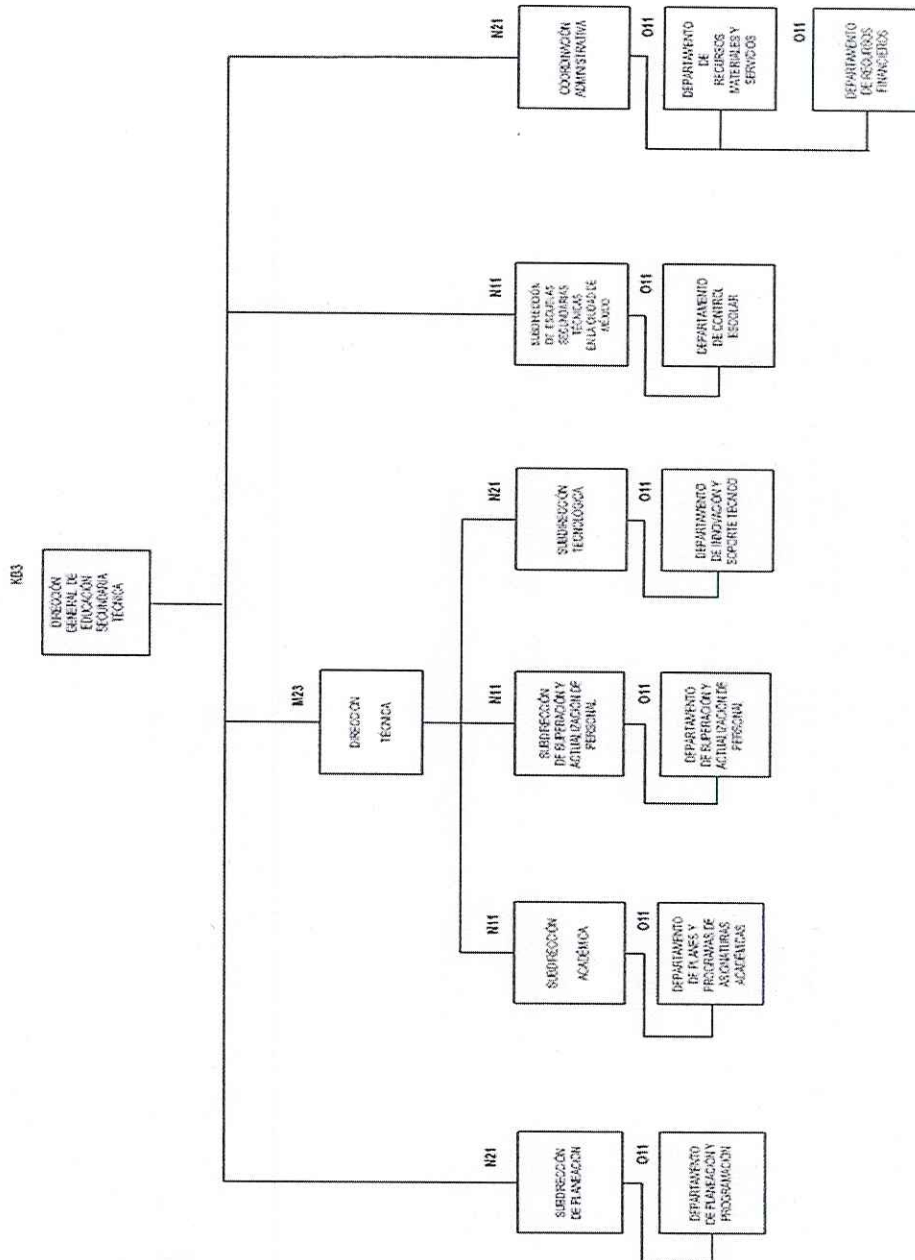 KB3
DIRECCIÓN
GENERAL DE
EDUCACIÓN
SECUNDARIA
TÉCNICA
M23
DIRECCIÓN
TÉCNICA
N21
SUBDIRECCIÓN
DE PLANEACIÓN
O11
DEPARTAMENTO
DE PLANEACIÓN Y
PROGRAMACIÓN
N11
SUBDIRECCIÓN
ACADÉMICA
O11
DEPARTAMENTO
DE PLANES Y
PROGRAMAS DE
ASIGNATURAS
ACADÉMICAS
N11
SUBDIRECCIÓN
DE SUPERACIÓN Y
ACTUALIZACIÓN DE
PERSONAL
O11
DEPARTAMENTO
DE SUPERACIÓN Y
ACTUALIZACIÓN DE
PERSONAL
N21
SUBDIRECCIÓN
TECNOLÓGICA
O11
DEPARTAMENTO
DE INNOVACIÓN Y
SOPORTE TÉCNICO
N11
SUBDIRECCIÓN
DE ESCUELAS
SECUNDARIAS
TÉCNICAS
EN LA CIUDAD DE
MÉXICO
O11
DEPARTAMENTO
DE CONTROL
ESCOLAR
N21
COORDINACIÓN
ADMINISTRATIVA
O11
DEPARTAMENTO
DE
RECURSOS
MATERIALES Y
SERVICIOS
O11
DEPARTAMENTO
DE RECURSOS
FINANCIEROS